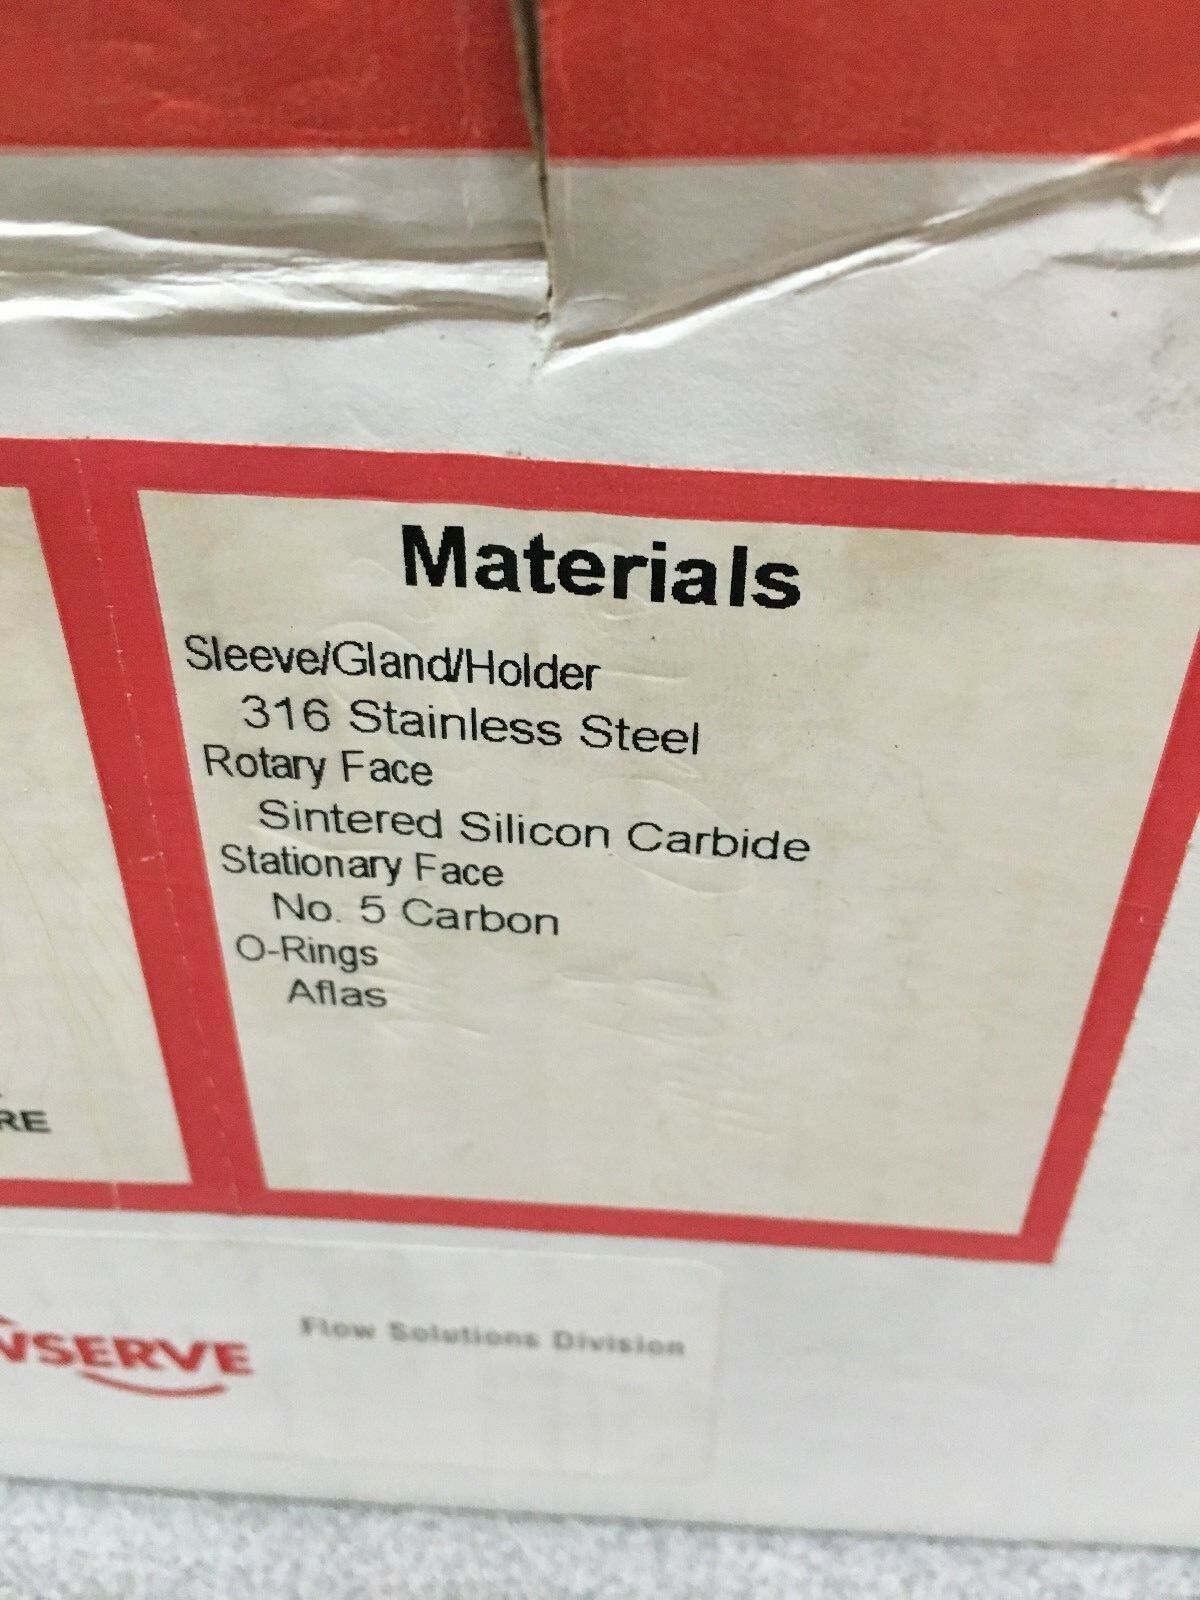 Materials
Sleeve/Gland/Holder
316 Stainless Steel
Rotary Face
Sintered Silicon Carbide
Stationary Face
No. 5 Carbon
O-Rings
Aflas
RE
WSERVE
Flow Solutions Division